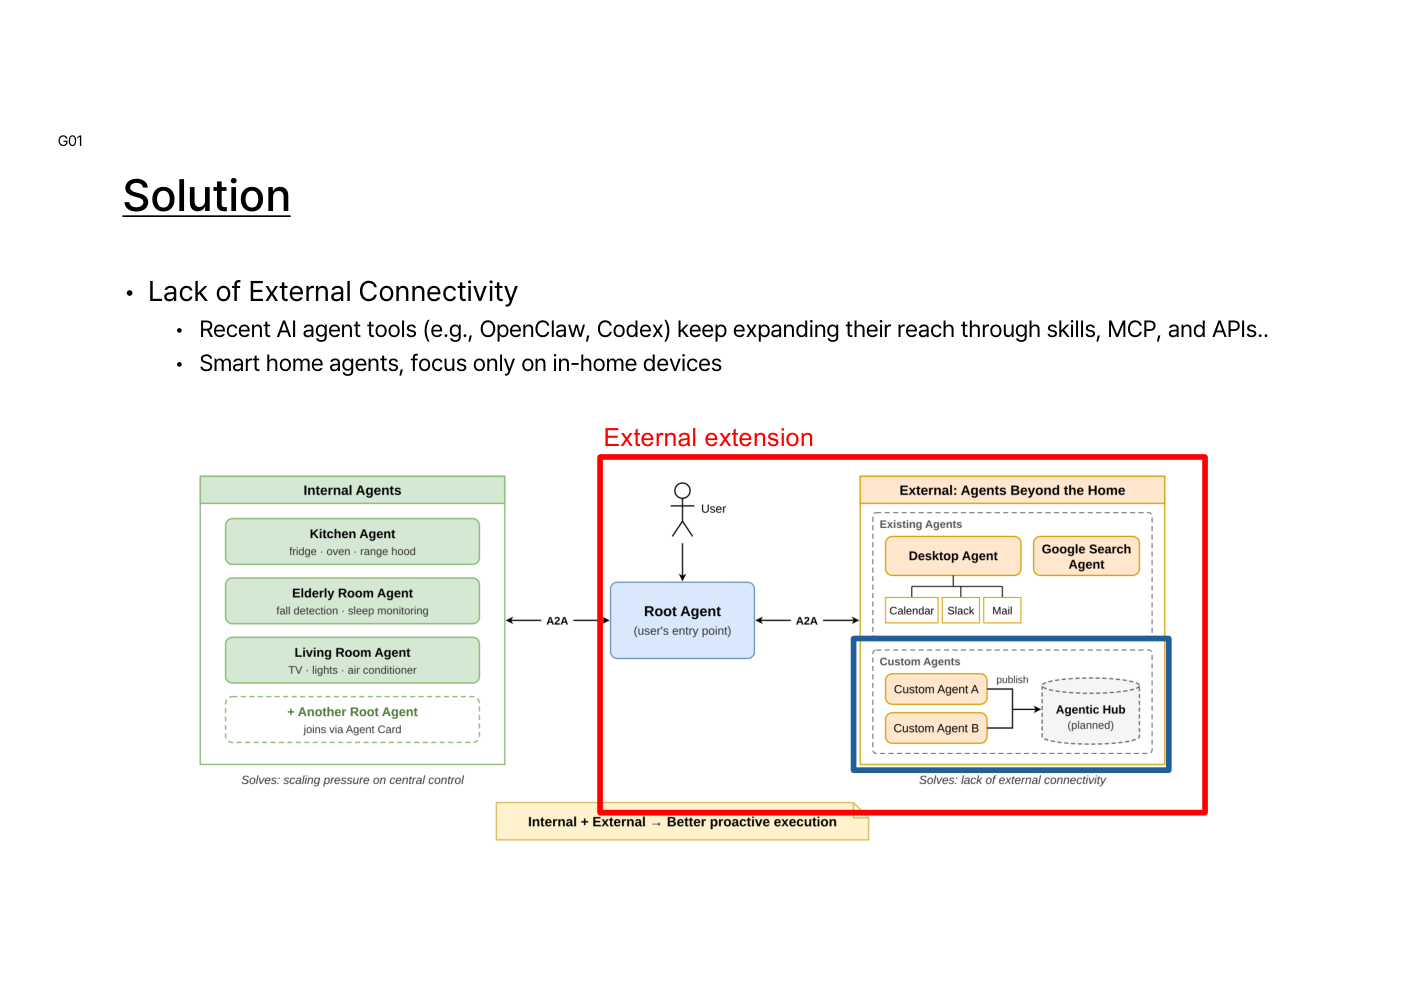 G01
Solution
• Lack of External Connectivity
• Recent AI agent tools (e.g., OpenClaw, Codex) keep expanding their reach through skills, MCP, and APIs..
• Smart home agents, focus only on in-home devices
External extension
Internal Agents
Kitchen Agent
fridge · oven · range hood
Elderly Room Agent
fall detection · sleep monitoring
Living Room Agent
TV · lights · air conditioner
+ Another Root Agent
joins via Agent Card
Solves: scaling pressure on central control
A2A
User
Root Agent
(user's entry point)
A2A
External: Agents Beyond the Home
Existing Agents
Desktop Agent
Google Search
Agent
Calendar
Slack
Mail
Custom Agents
Custom Agent A
publish
Custom Agent B
Agentic Hub
(planned)
Solves: lack of external connectivity
Internal + External → Better proactive execution